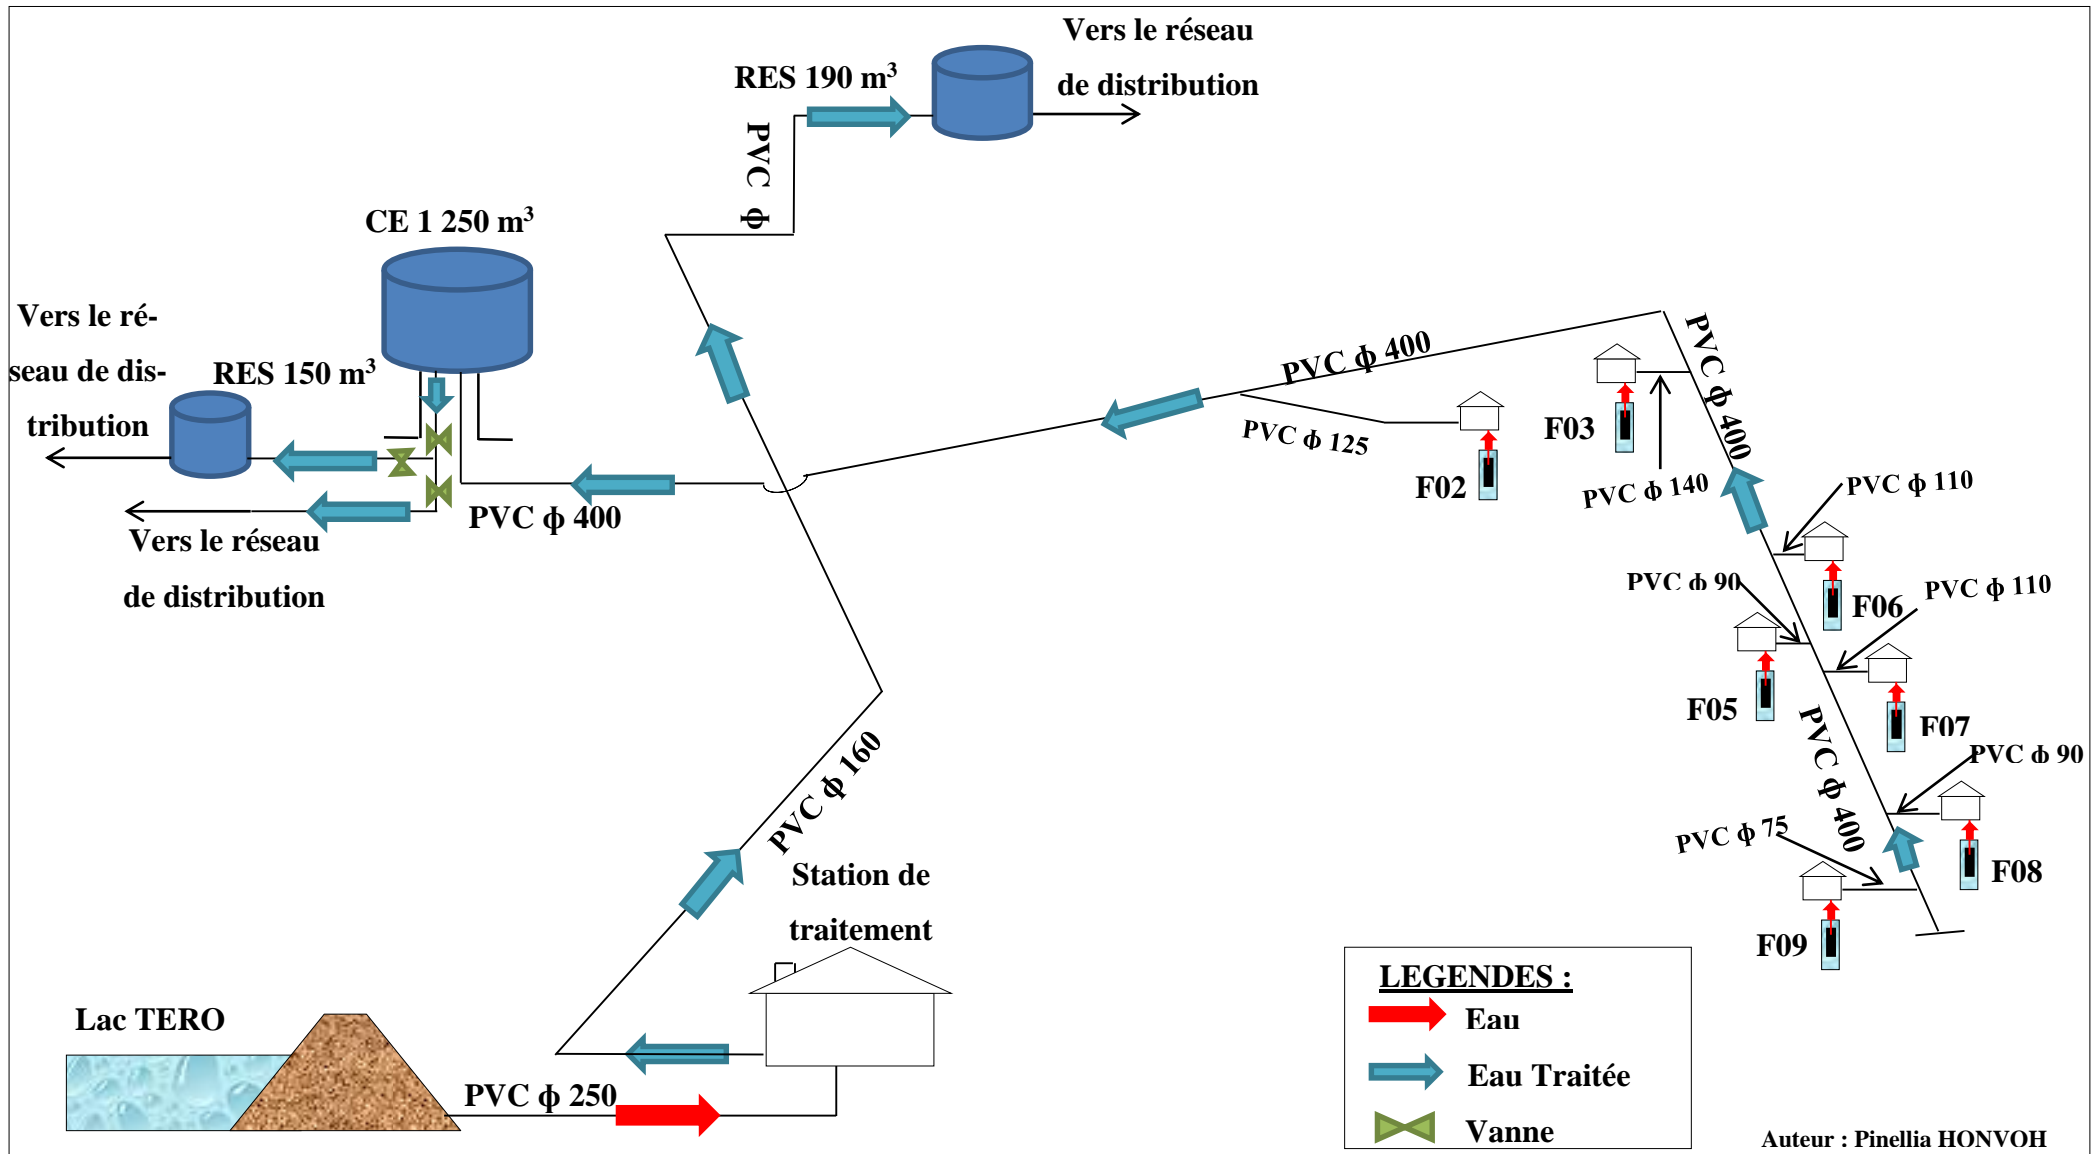 Vers le réseau
de distribution
RES 190 m³
PVC ф
CE 1 250 m³
Vers le ré-
seau de dis-
tribution
RES 150 m³
PVC ф 400
PVC ф 400
PVC ф 125
F02
F03
PVC ф 140
PVC ф 110
PVC ф 400
Vers le réseau
de distribution
PVC ф 90
F06
PVC ф 110
F05
F07
PVC ф 90
PVC ф 400
PVC ф 75
F08
F09
PVC ф 160
Station de
traitement
Lac TERO
PVC ф 250
LEGENDES :
Eau
Eau Traitée
Vanne
Auteur : Pinellia HONVOH